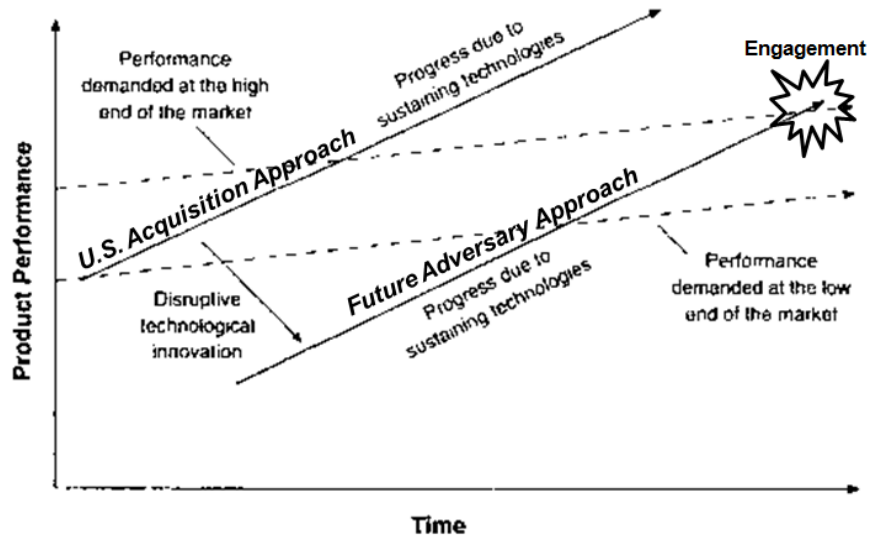 Performance
demanded at the high
end of the market
Progress due to
sustaining technologies
Engagement
U.S. Acquisition Approach
Future Adversary Approach
Progress due to
sustaining technologies
Disruptive
technological
innovation
Performance
demanded at the low
end of the market
Product Performance
Time